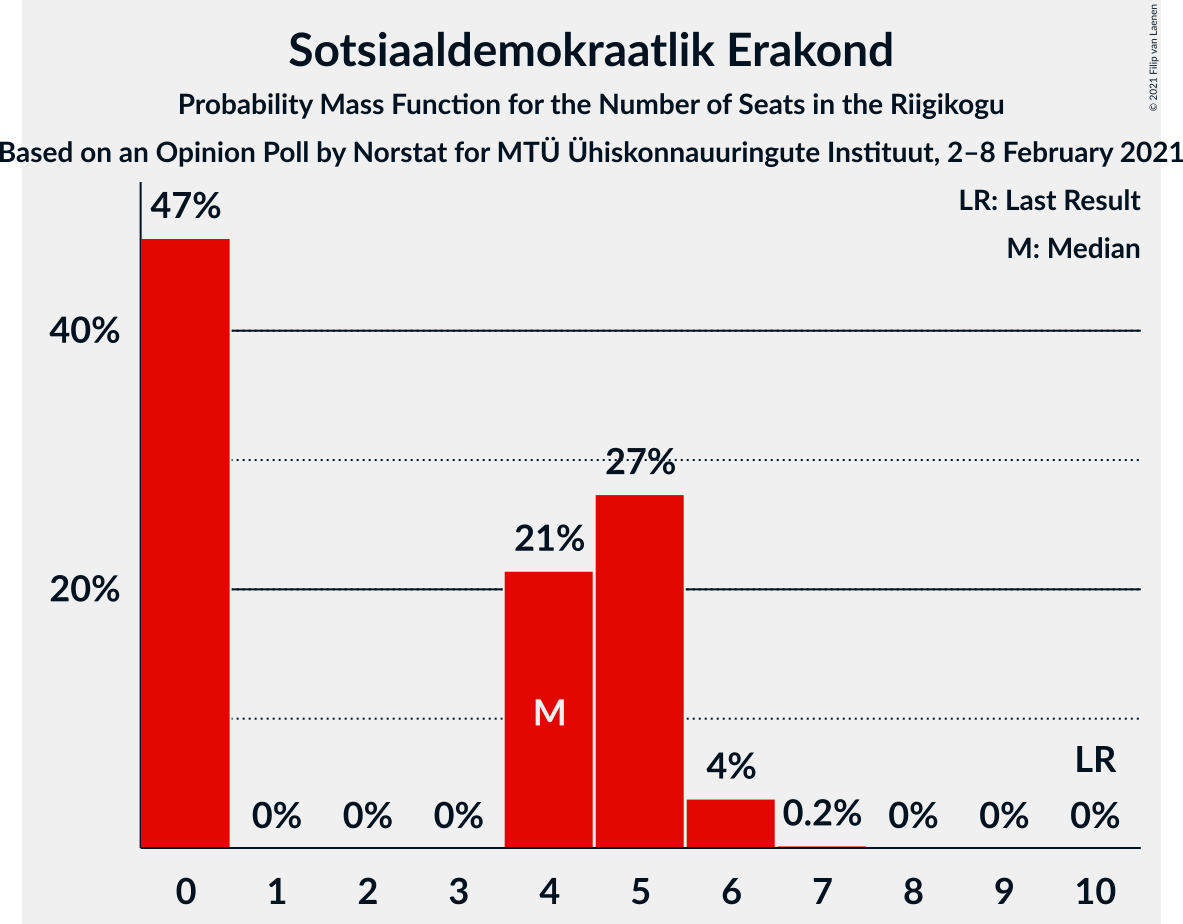 Sotsiaaldemokraatlik Erakond
Probability Mass Function for the Number of Seats in the Riigikogu
Based on an Opinion Poll by Norstat for MTÜ Ühiskonnauuringute Instituut, 2–8 February 2021
© 2021 Filip van Laenen
LR: Last Result
M: Median
47%
40%
27%
21%
20%
M
4%
LR
0% 0% 0% 0.2% 0% 0% 0%
0 1 2 3 4 5 6 7 8 9 10